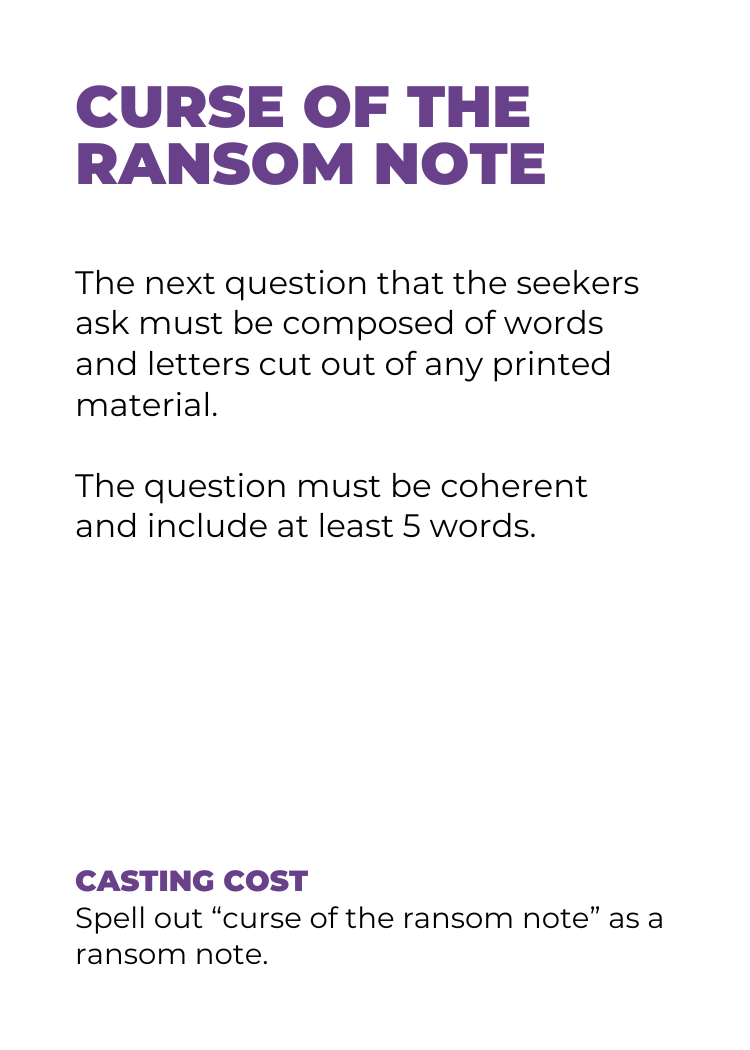 CURSE OF THE
RANSOM NOTE
The next question that the seekers
ask must be composed of words
and letters cut out of any printed
material.
The question must be coherent
and include at least 5 words.
CASTING COST
Spell out “curse of the ransom note” as a
ransom note.